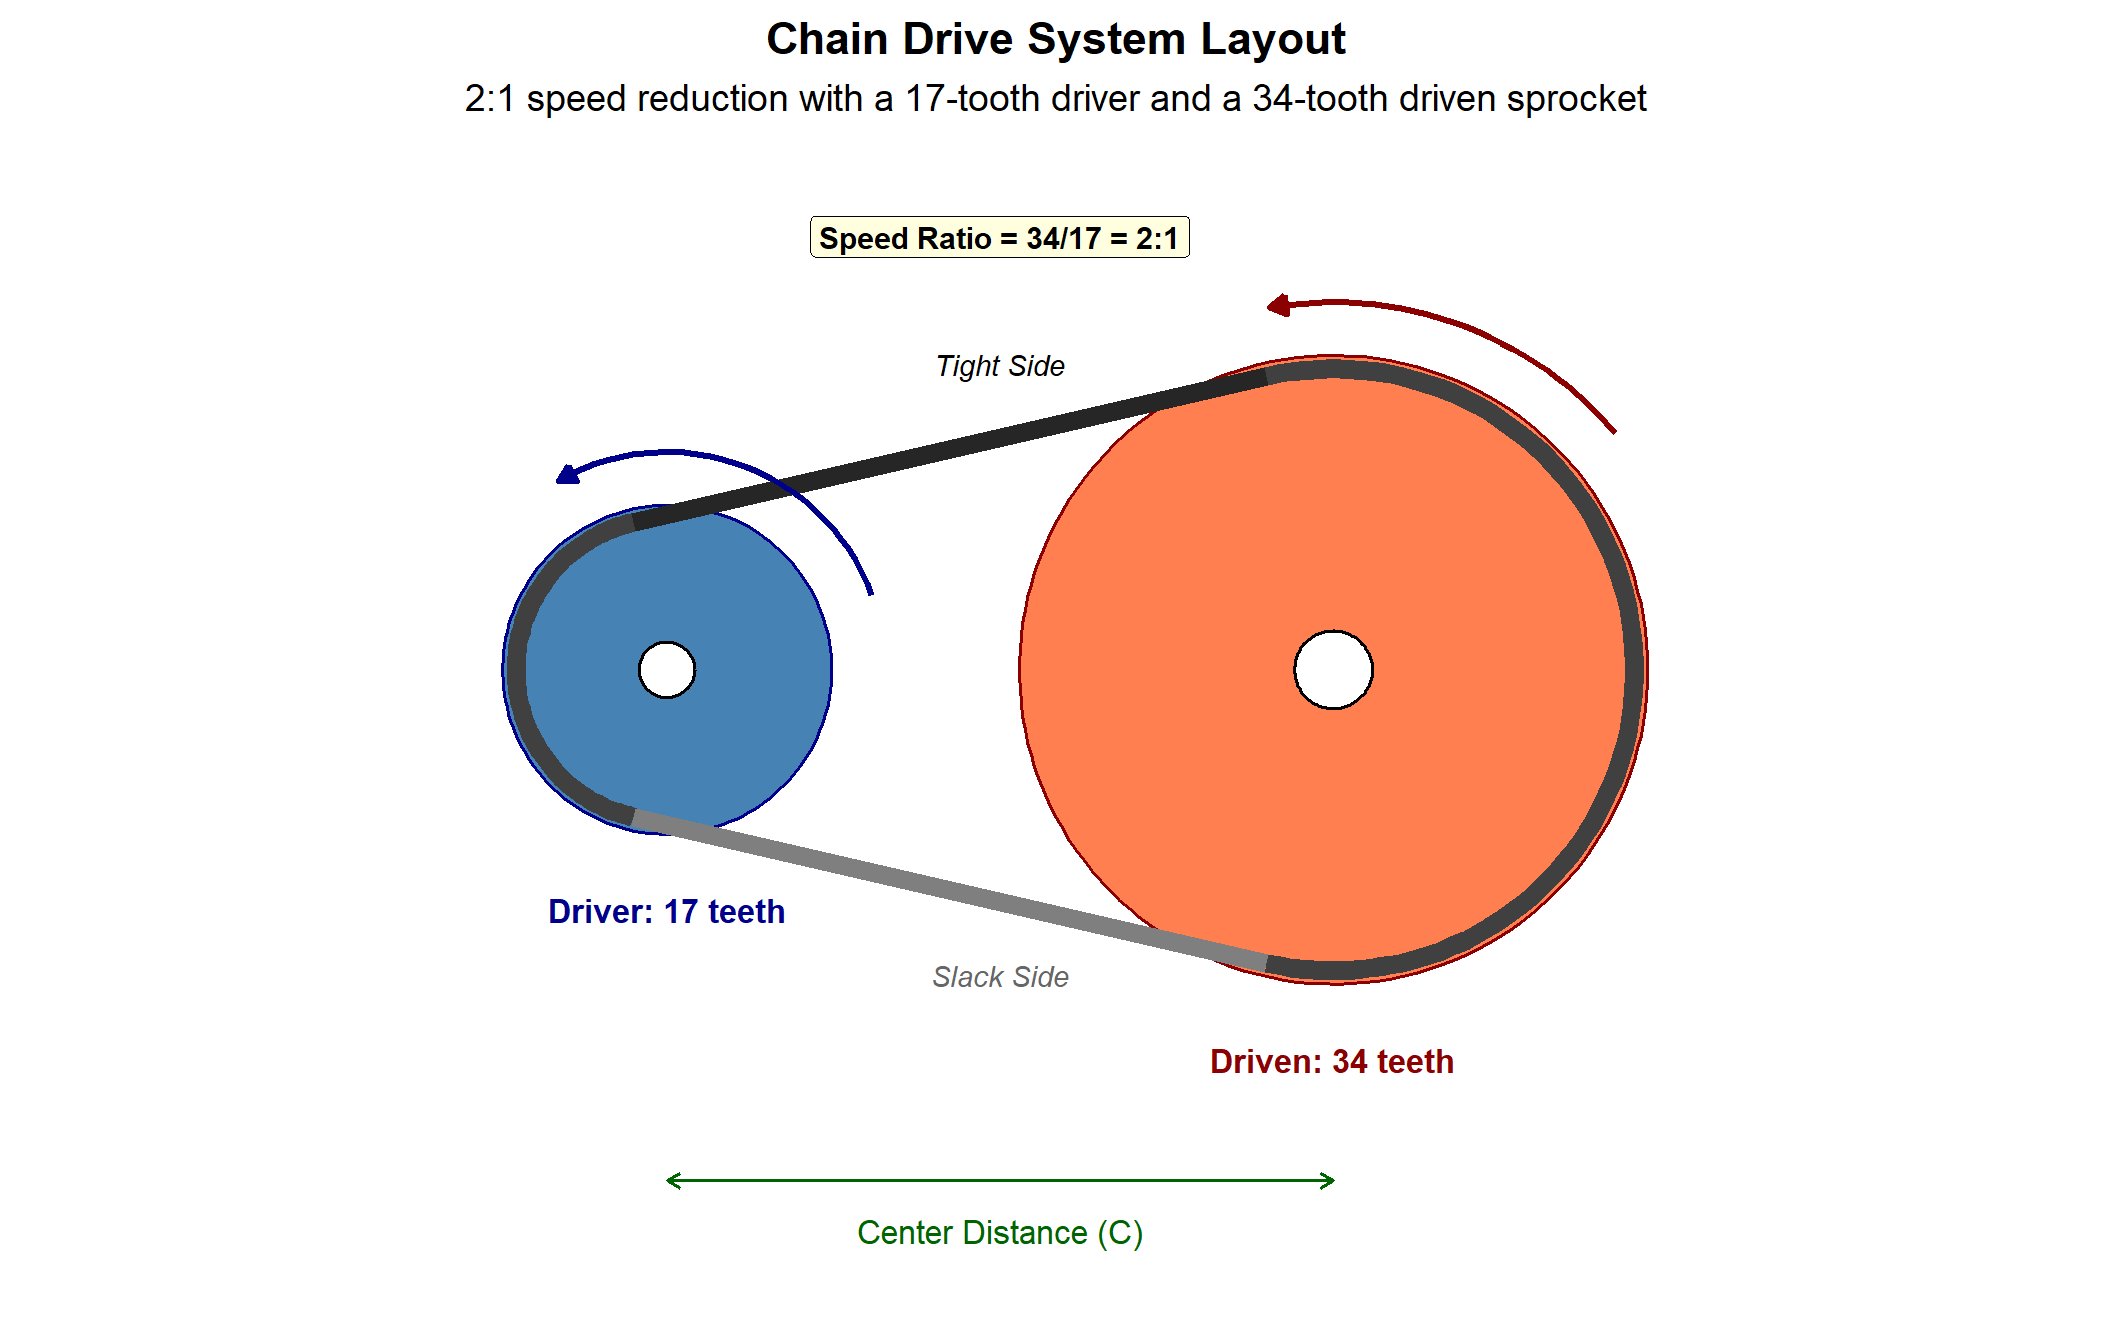 Chain Drive System Layout
2:1 speed reduction with a 17-tooth driver and a 34-tooth driven sprocket
Speed Ratio = 34/17 = 2:1
Tight Side
Driver: 17 teeth
Slack Side
Driven: 34 teeth
Center Distance (C)